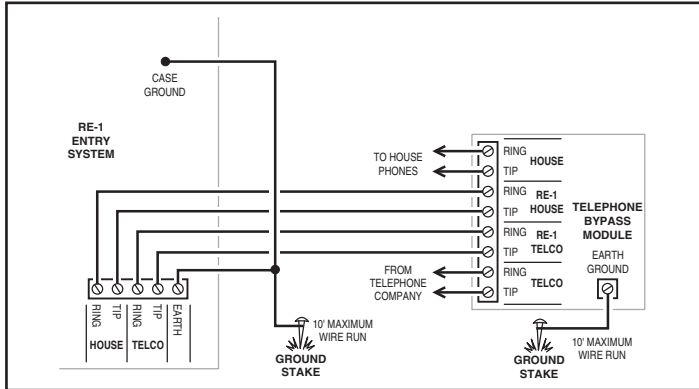 CASE
GROUND
RE-1
ENTRY
SYSTEM
RING
TIP
RING
TIP
EARTH
HOUSE
TELCO
10' MAXIMUM
WIRE RUN
GROUND
STAKE
TO HOUSE
PHONES
FROM
TELEPHONE
COMPANY
RING
HOUSE
TIP
RING
RE-1
HOUSE
TIP
RING
RE-1
TELCO
TIP
RING
TELCO
TIP
TELEPHONE
BYPASS
MODULE
EARTH
GROUND
10' MAXIMUM
WIRE RUN
GROUND
STAKE